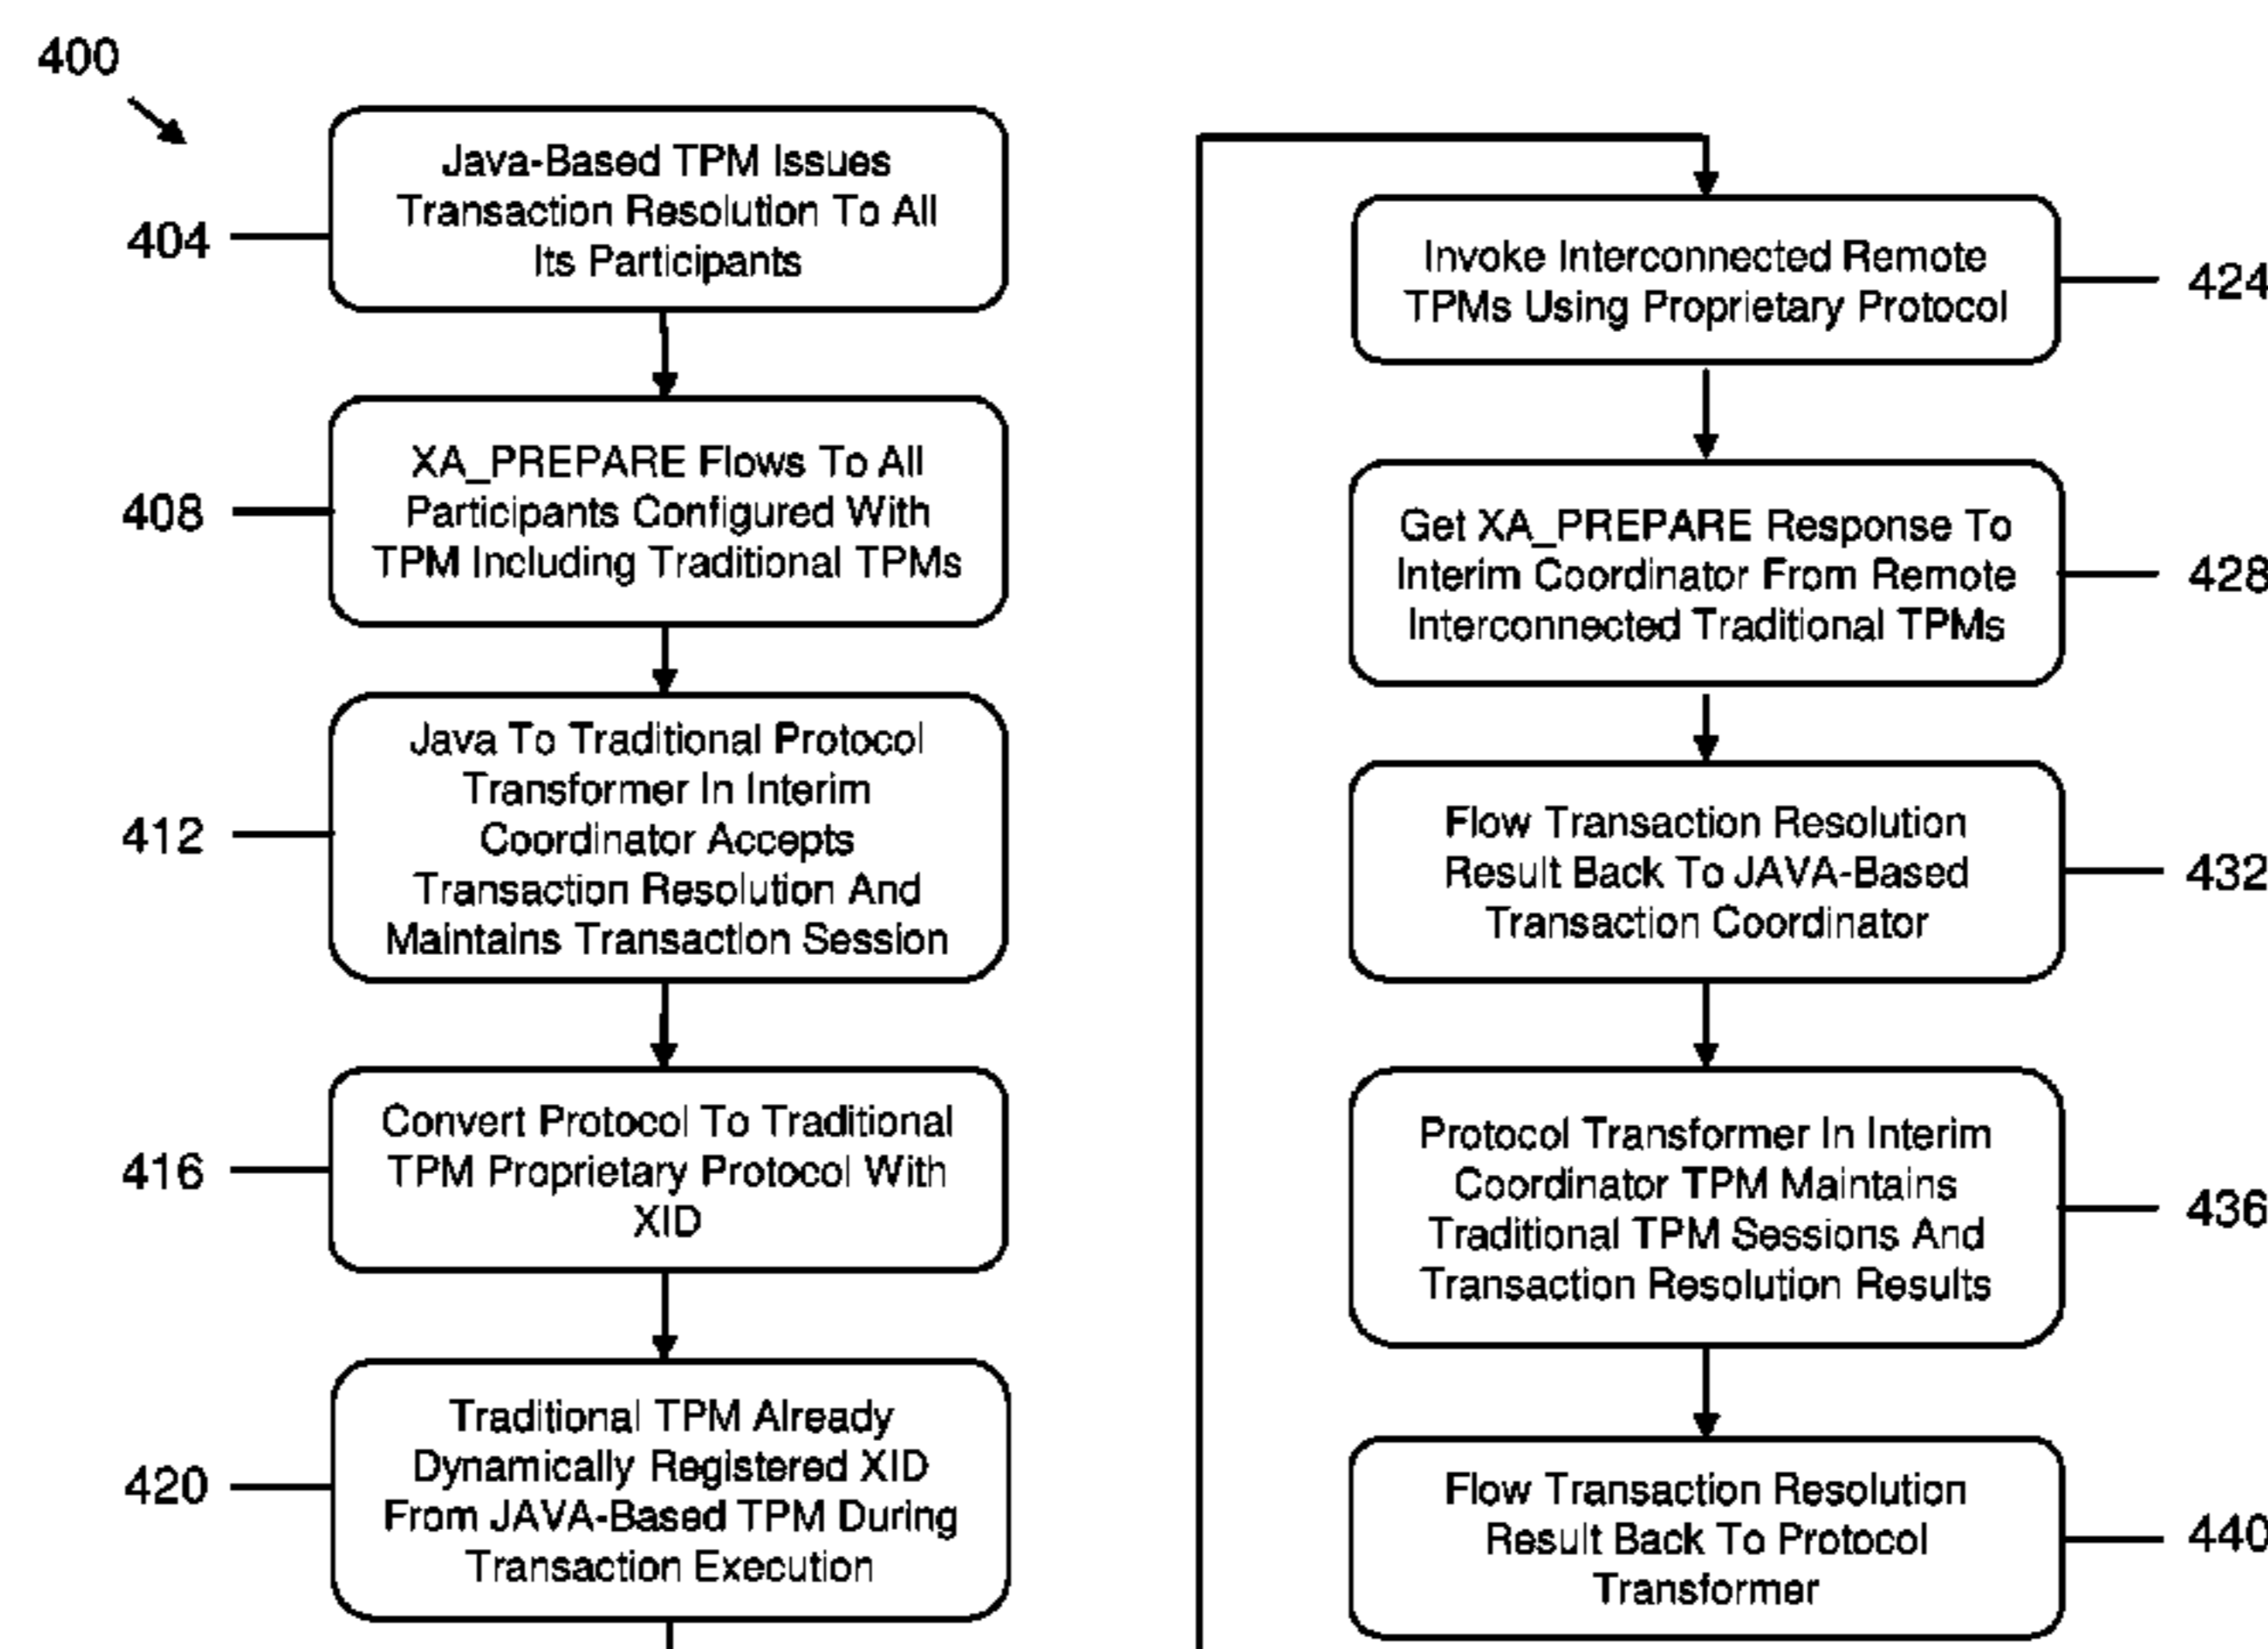 400
Java-Based TPM Issues
Transaction Resolution To All
Its Participants
404
XA_PREPARE Flows To All
Participants Configured With
TPM Including Traditional TPMs
408
Java To Traditional Protocol
Transformer In Interim
Coordinator Accepts
Transaction Resolution And
Maintains Transaction Session
412
Convert Protocol To Traditional
TPM Proprietary Protocol With
XID
416
Traditional TPM Already
Dynamically Registered XID
From JAVA-Based TPM During
Transaction Execution
420
Invoke Interconnected Remote
TPMs Using Proprietary Protocol
424
Get XA_PREPARE Response To
Interim Coordinator From Remote
Interconnected Traditional TPMs
428
Flow Transaction Resolution
Result Back To JAVA-Based
Transaction Coordinator
432
Protocol Transformer In Interim
Coordinator TPM Maintains
Traditional TPM Sessions And
Transaction Resolution Results
436
Flow Transaction Resolution
Result Back To Protocol
Transformer
440